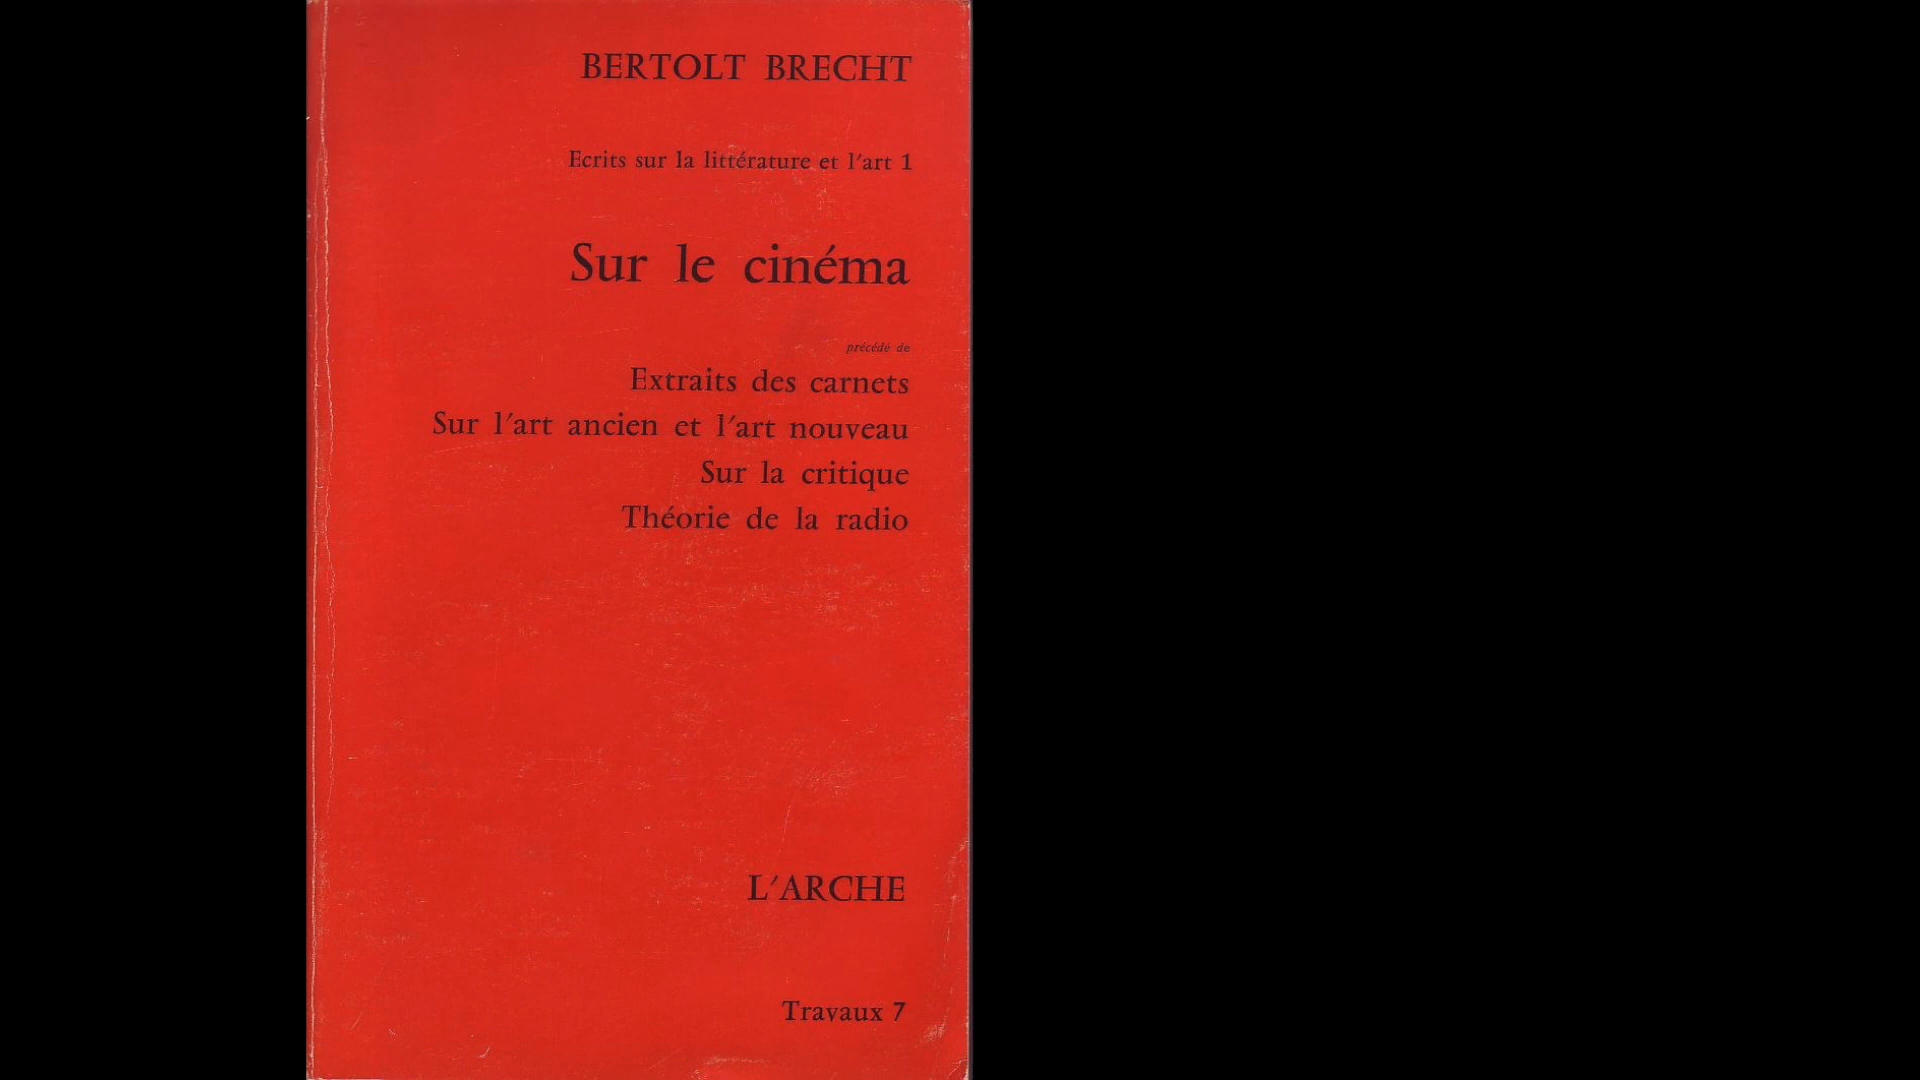 BERTOLT BRECHT
Ecrits sur la littérature et l'art 1
Sur le cinéma
précédé de
Extraits des carnets
Sur l'art ancien et l'art nouveau
Sur la critique
Théorie de la radio
L'ARCHE
Travaux 7